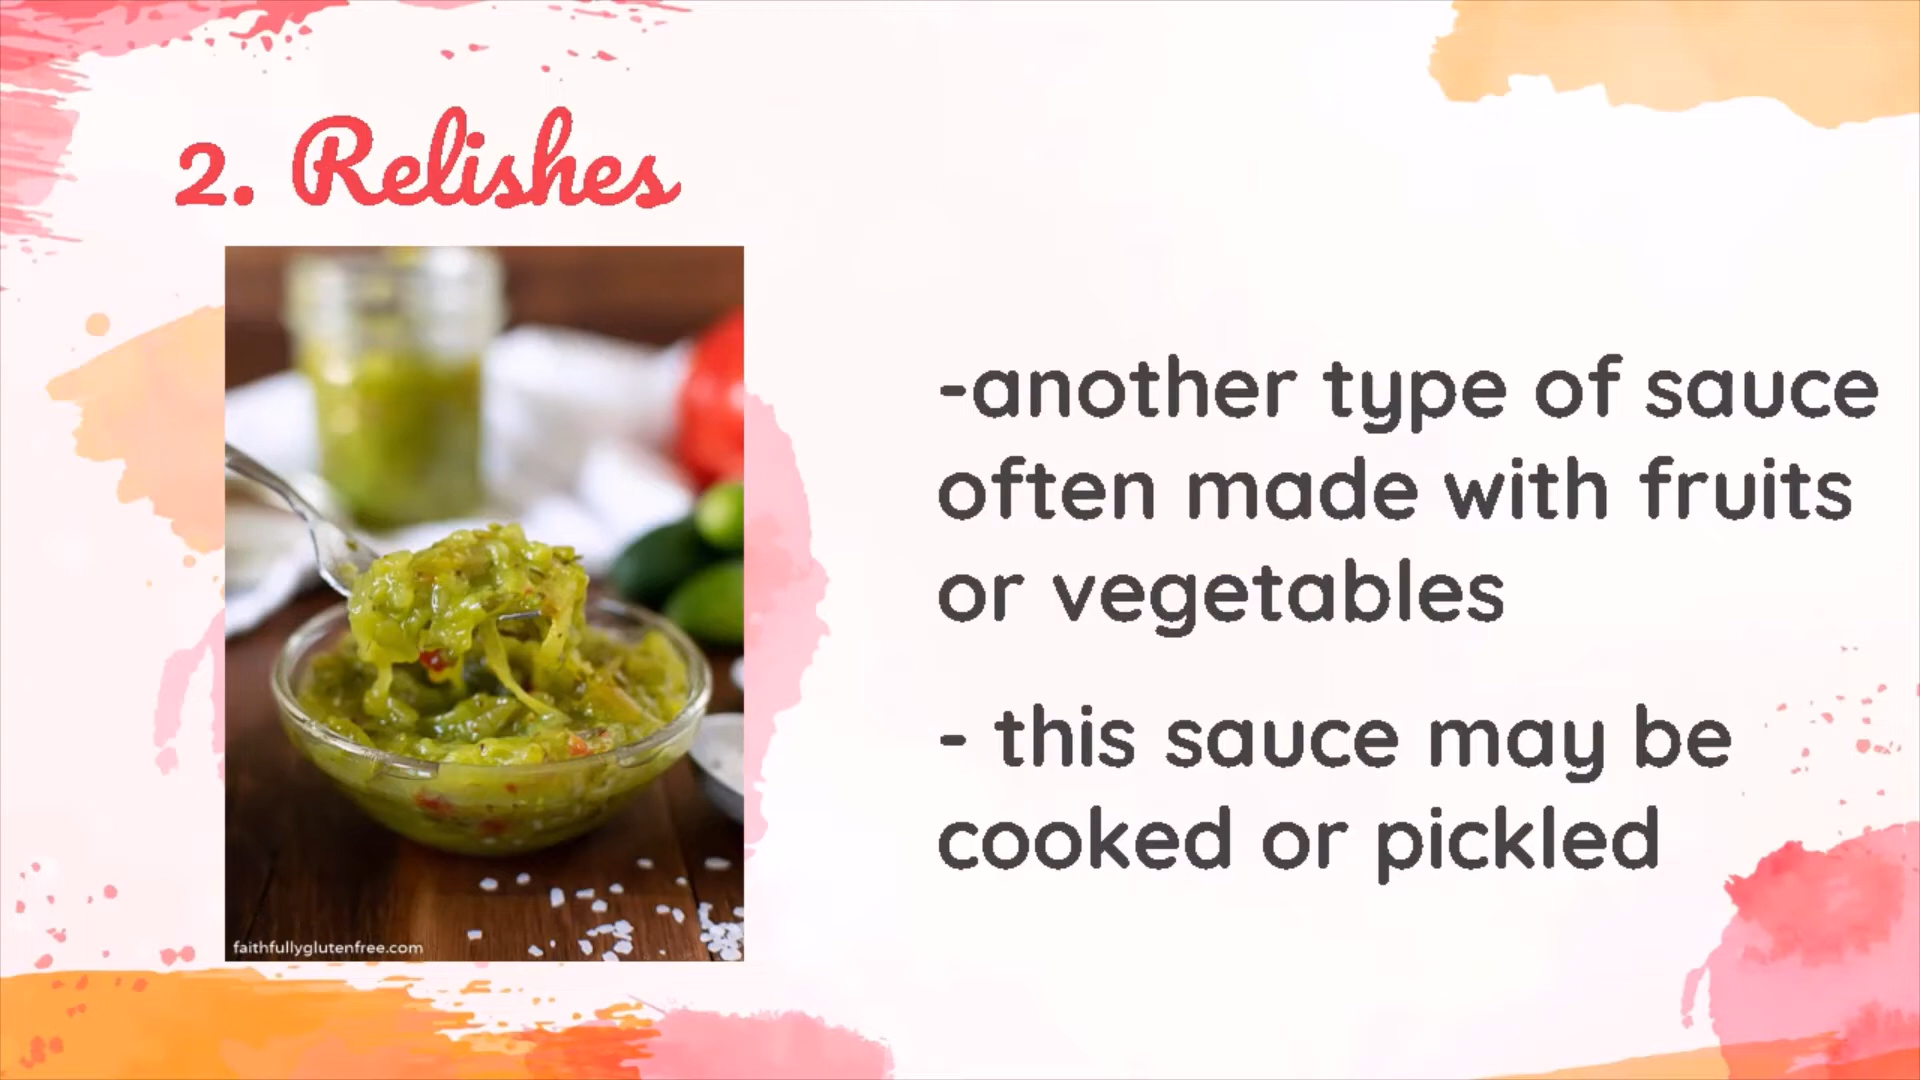 2. Relishes
-another type of sauce
often made with fruits
or vegetables
- this sauce may be
cooked or pickled
faithfullyglutenfree.com